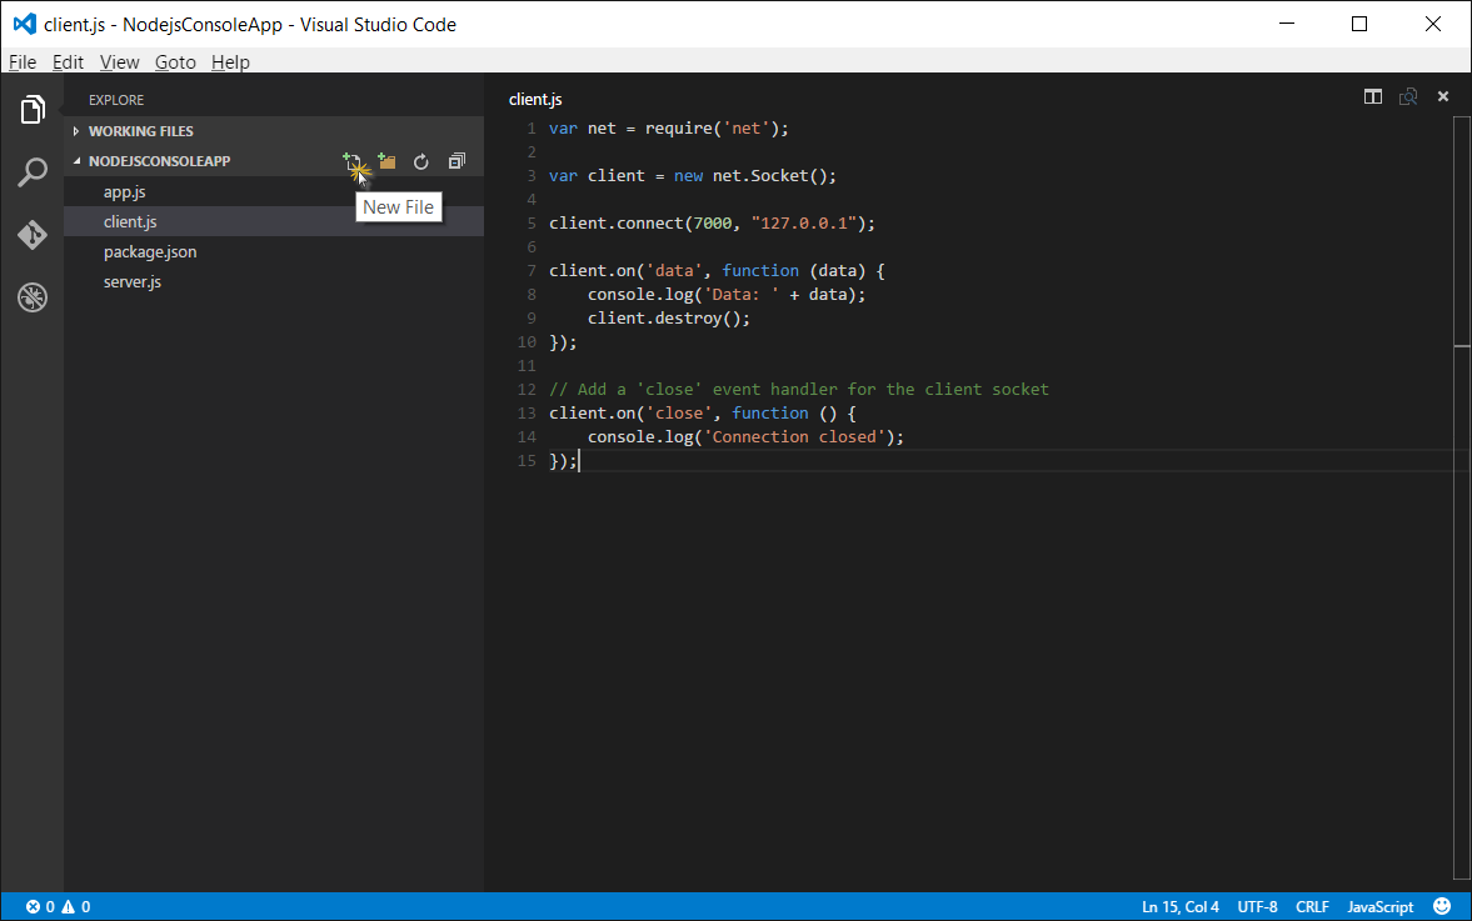 client.js - NodejsConsoleApp - Visual Studio Code
File Edit View Goto Help
EXPLORE
WORKING FILES
NODEJSCONSOLEAPP
New File
app.js
client.js
package.json
server.js
client.js
1 var net = require('net');
2
3 var client = new net.Socket();
4
5 client.connect(7000, "127.0.0.1");
6
7 client.on('data', function (data) {
8     console.log('Data: ' + data);
9     client.destroy();
10 });
11
12 // Add a 'close' event handler for the client socket
13 client.on('close', function () {
14     console.log('Connection closed');
15 });
0 0
Ln 15, Col 4 UTF-8 CRLF JavaScript